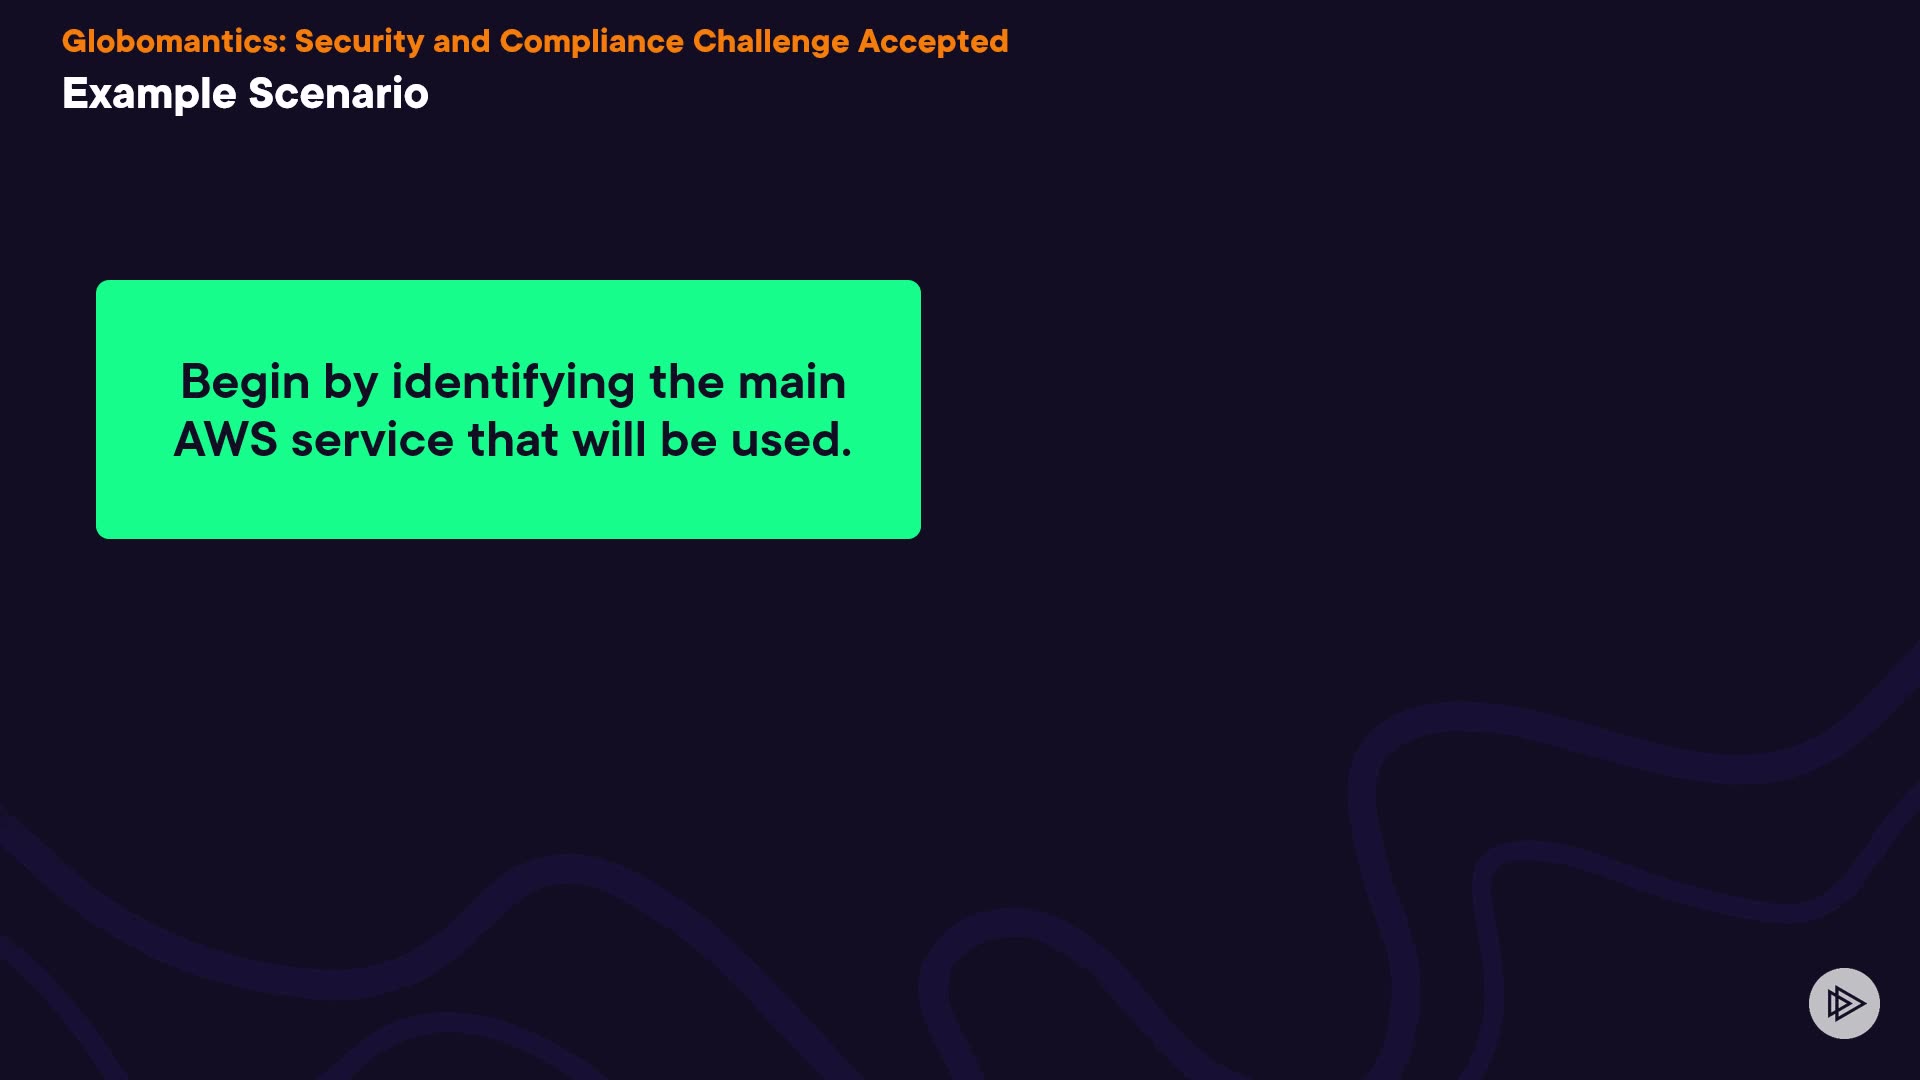 Globomantics: Security and Compliance Challenge Accepted
Example Scenario
Begin by identifying the main
AWS service that will be used.